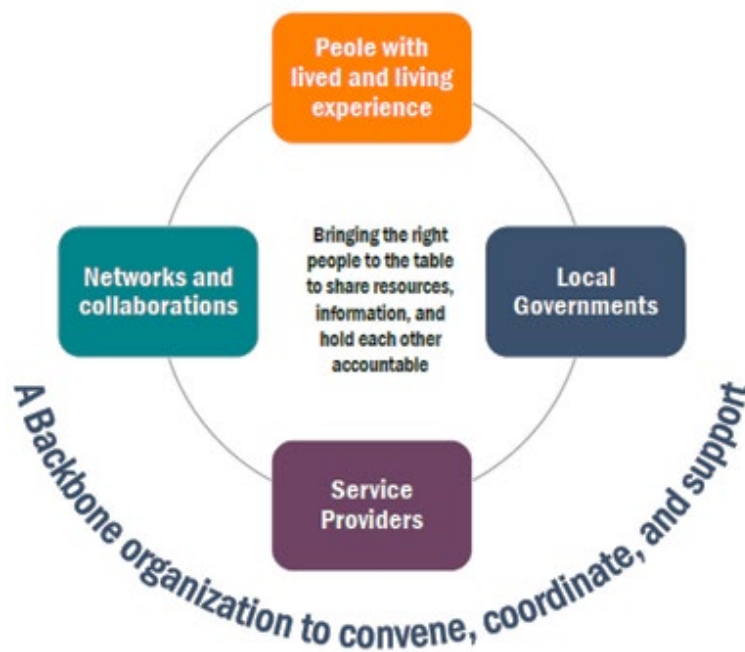 Peole with
lived and living
experience
Networks and
collaborations
Bringing the right
people to the table
to share resources,
information, and
hold each other
accountable
Local
Governments
Service
Providers
A Backbone organization to convene, coordinate, and support